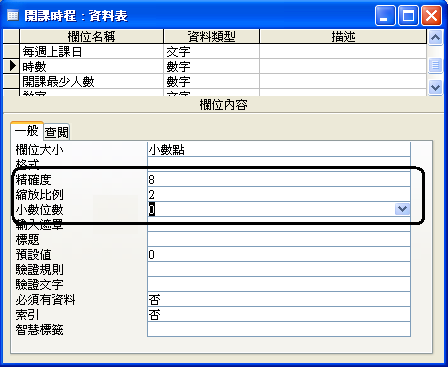 開課時程：資料表
欄位名稱 資料類型 描述
每週上課日 文字
時數 數字
開課最少人數 數字
教室 文字
欄位內容
一般 查閱
欄位大小 小數點
格式
精確度 8
縮放比例 2
小數位數 0
輸入遮罩
標題
預設值 0
驗證規則
驗證文字
必須有資料 否
索引 否
智慧標籤